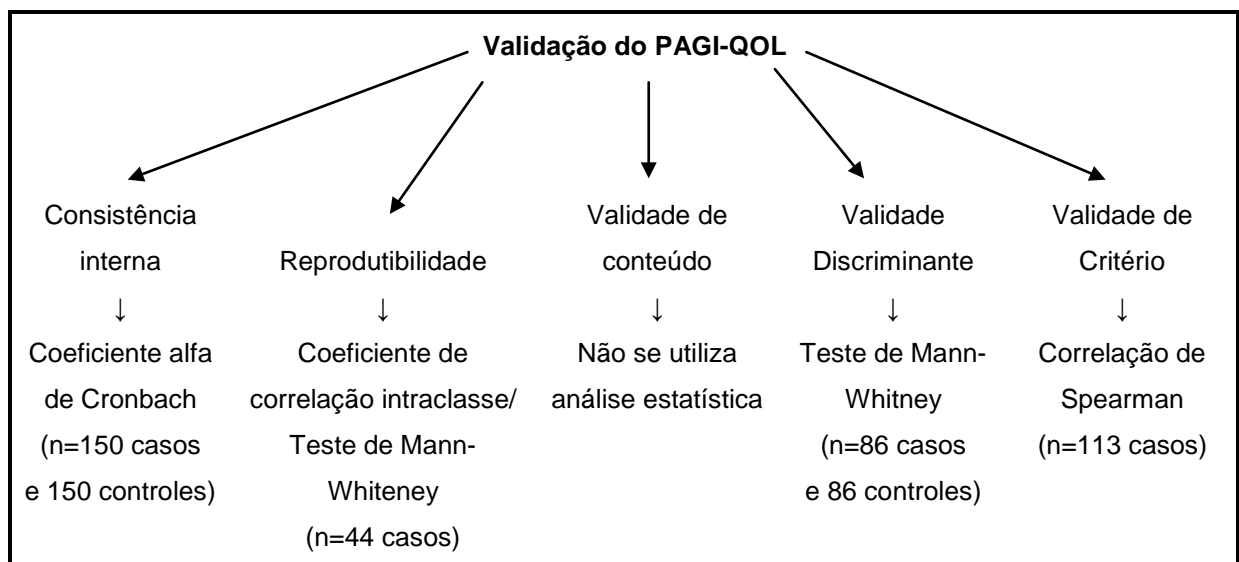 Validação do PAGI-QOL
Consistência
interna
↓
Coeficiente alfa
de Cronbach
(n=150 casos
e 150 controles)
Reprodutibilidade
↓
Coeficiente de
correlação intraclasse/
Teste de Mann-
Whiteney
(n=44 casos)
Validade de
conteúdo
↓
Não se utiliza
análise estatística
Validade
Discriminante
↓
Teste de Mann-
Whitney
(n=86 casos
e 86 controles)
Validade de
Critério
↓
Correlação de
Spearman
(n=113 casos)